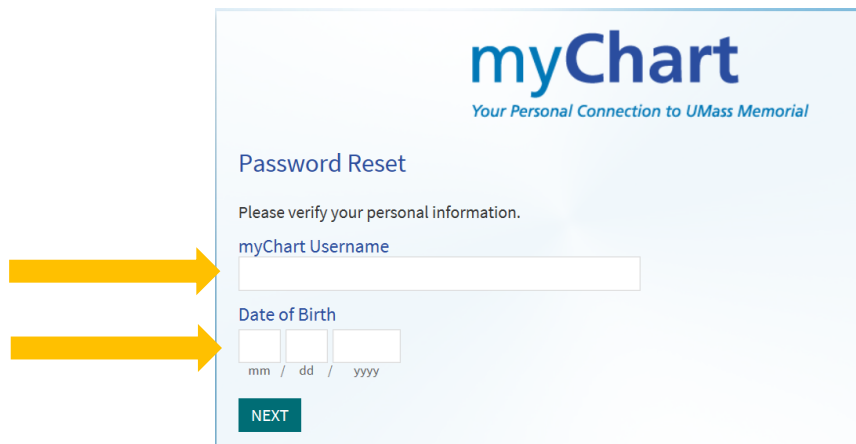 myChart
Your Personal Connection to UMass Memorial
Password Reset
Please verify your personal information.
myChart Username
Date of Birth
mm / dd / yyyy
NEXT